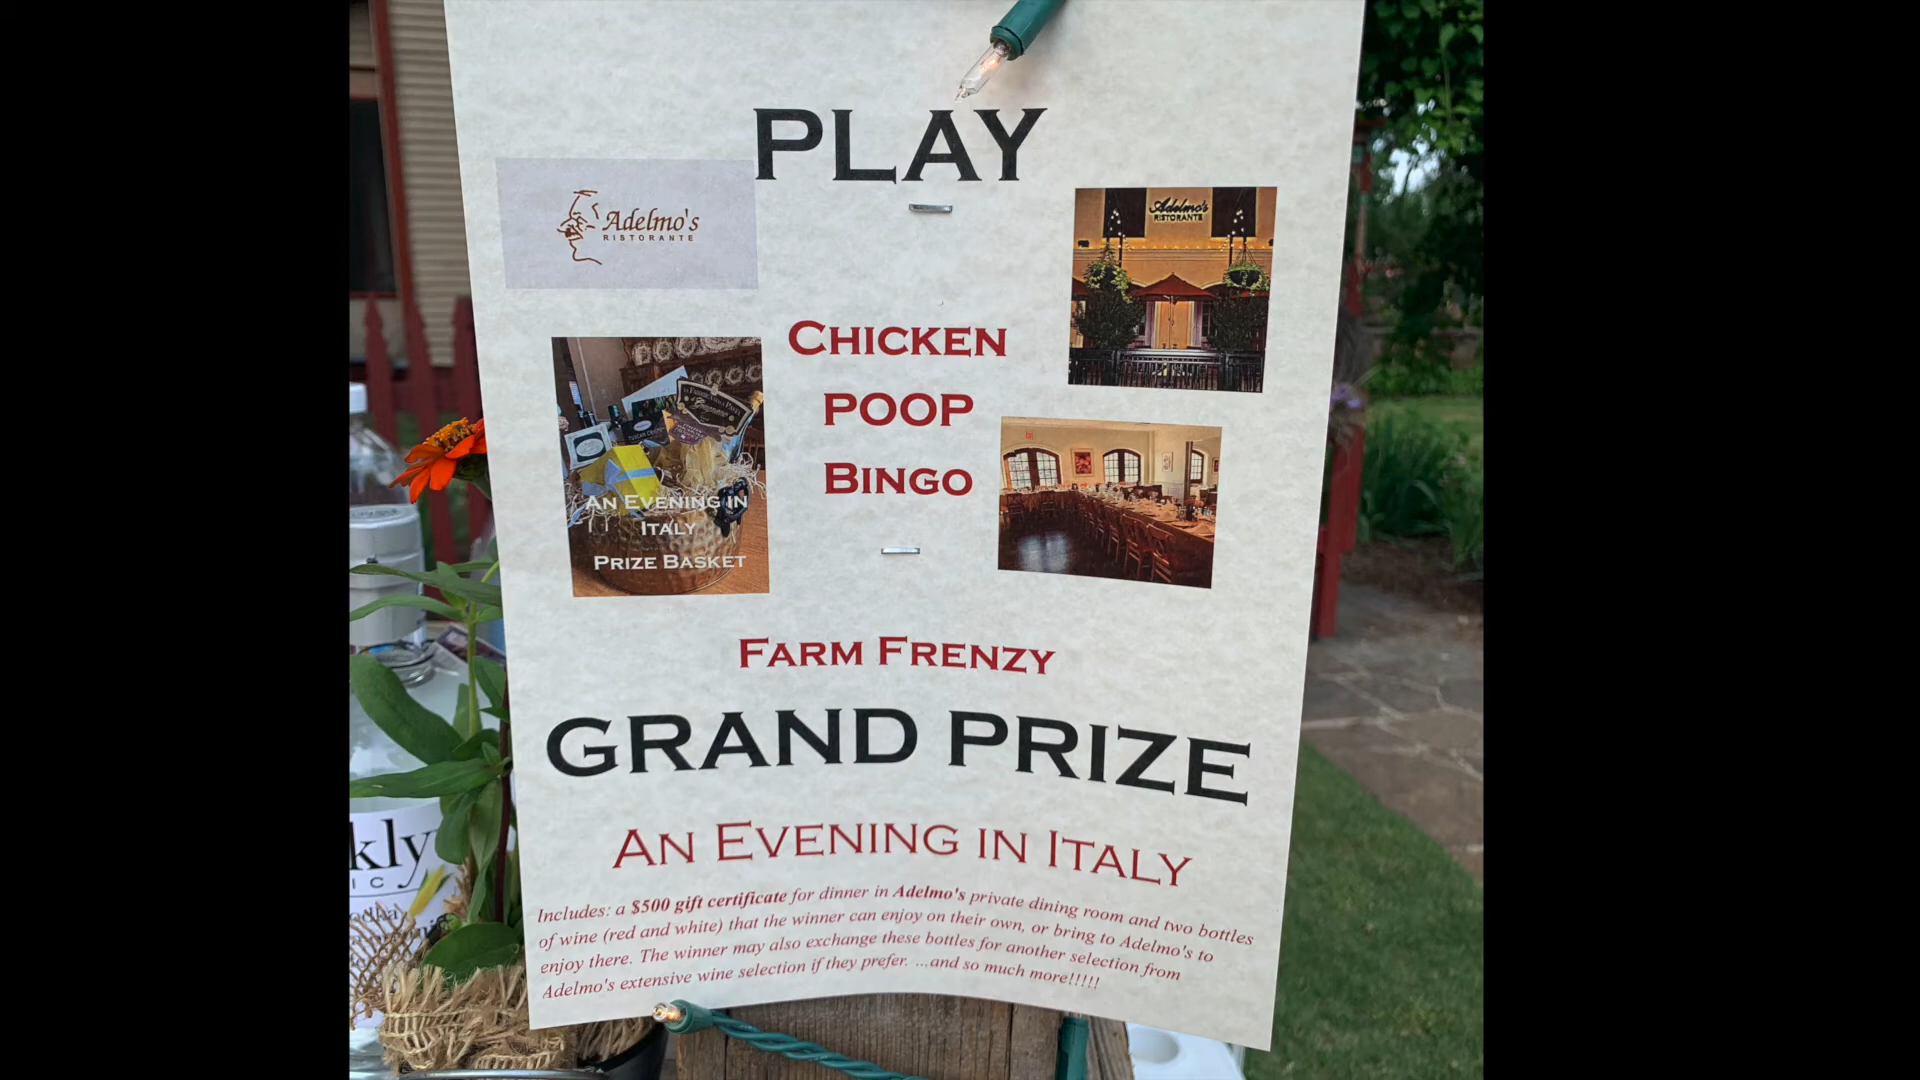 PLAY
Adelmo's
RISTORANTE
Adelmo's
RISTORANTE
CHICKEN
POOP
BINGO
AN EVENING IN
ITALY
PRIZE BASKET
FARM FRENZY
GRAND PRIZE
AN EVENING IN ITALY
Includes: a $500 gift certificate for dinner in Adelmo's private dining room and two bottles
of wine (red and white) that the winner can enjoy on their own, or bring to Adelmo's to
enjoy there. The winner may also exchange these bottles for another selection from
Adelmo's extensive wine selection if they prefer. ...and so much more!!!!!
kly
IC